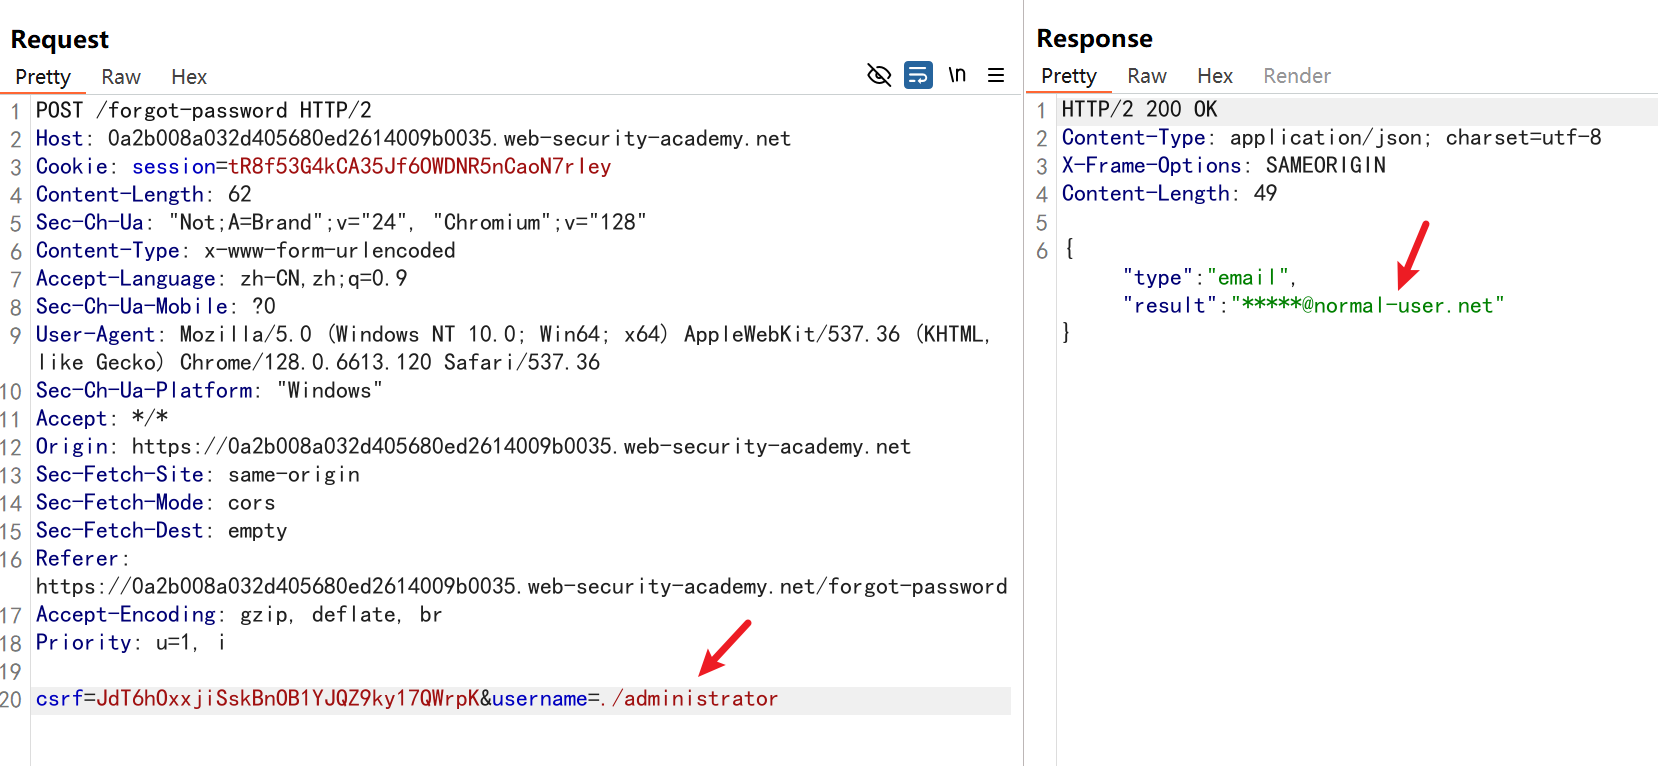 Request
Pretty Raw Hex \n
1 POST /forgot-password HTTP/2
2 Host: 0a2b008a032d405680ed2614009b0035.web-security-academy.net
3 Cookie: session=tR8f53G4kCA35Jf6OWDNR5nCaoN7rley
4 Content-Length: 62
5 Sec-Ch-Ua: "Not;A=Brand";v="24", "Chromium";v="128"
6 Content-Type: x-www-form-urlencoded
7 Accept-Language: zh-CN,zh;q=0.9
8 Sec-Ch-Ua-Mobile: ?0
9 User-Agent: Mozilla/5.0 (Windows NT 10.0; Win64; x64) AppleWebKit/537.36 (KHTML,
like Gecko) Chrome/128.0.6613.120 Safari/537.36
10 Sec-Ch-Ua-Platform: "Windows"
11 Accept: */*
12 Origin: https://0a2b008a032d405680ed2614009b0035.web-security-academy.net
13 Sec-Fetch-Site: same-origin
14 Sec-Fetch-Mode: cors
15 Sec-Fetch-Dest: empty
16 Referer:
https://0a2b008a032d405680ed2614009b0035.web-security-academy.net/forgot-password
17 Accept-Encoding: gzip, deflate, br
18 Priority: u=1, i
19
20 csrf=JdT6hOxxjiSskBnOB1YJQZ9ky17QWrpK&username=./administrator
Response
Pretty Raw Hex Render
1 HTTP/2 200 OK
2 Content-Type: application/json; charset=utf-8
3 X-Frame-Options: SAMEORIGIN
4 Content-Length: 49
5
6 {
"type":"email",
"result":"*****@normal-user.net"
}